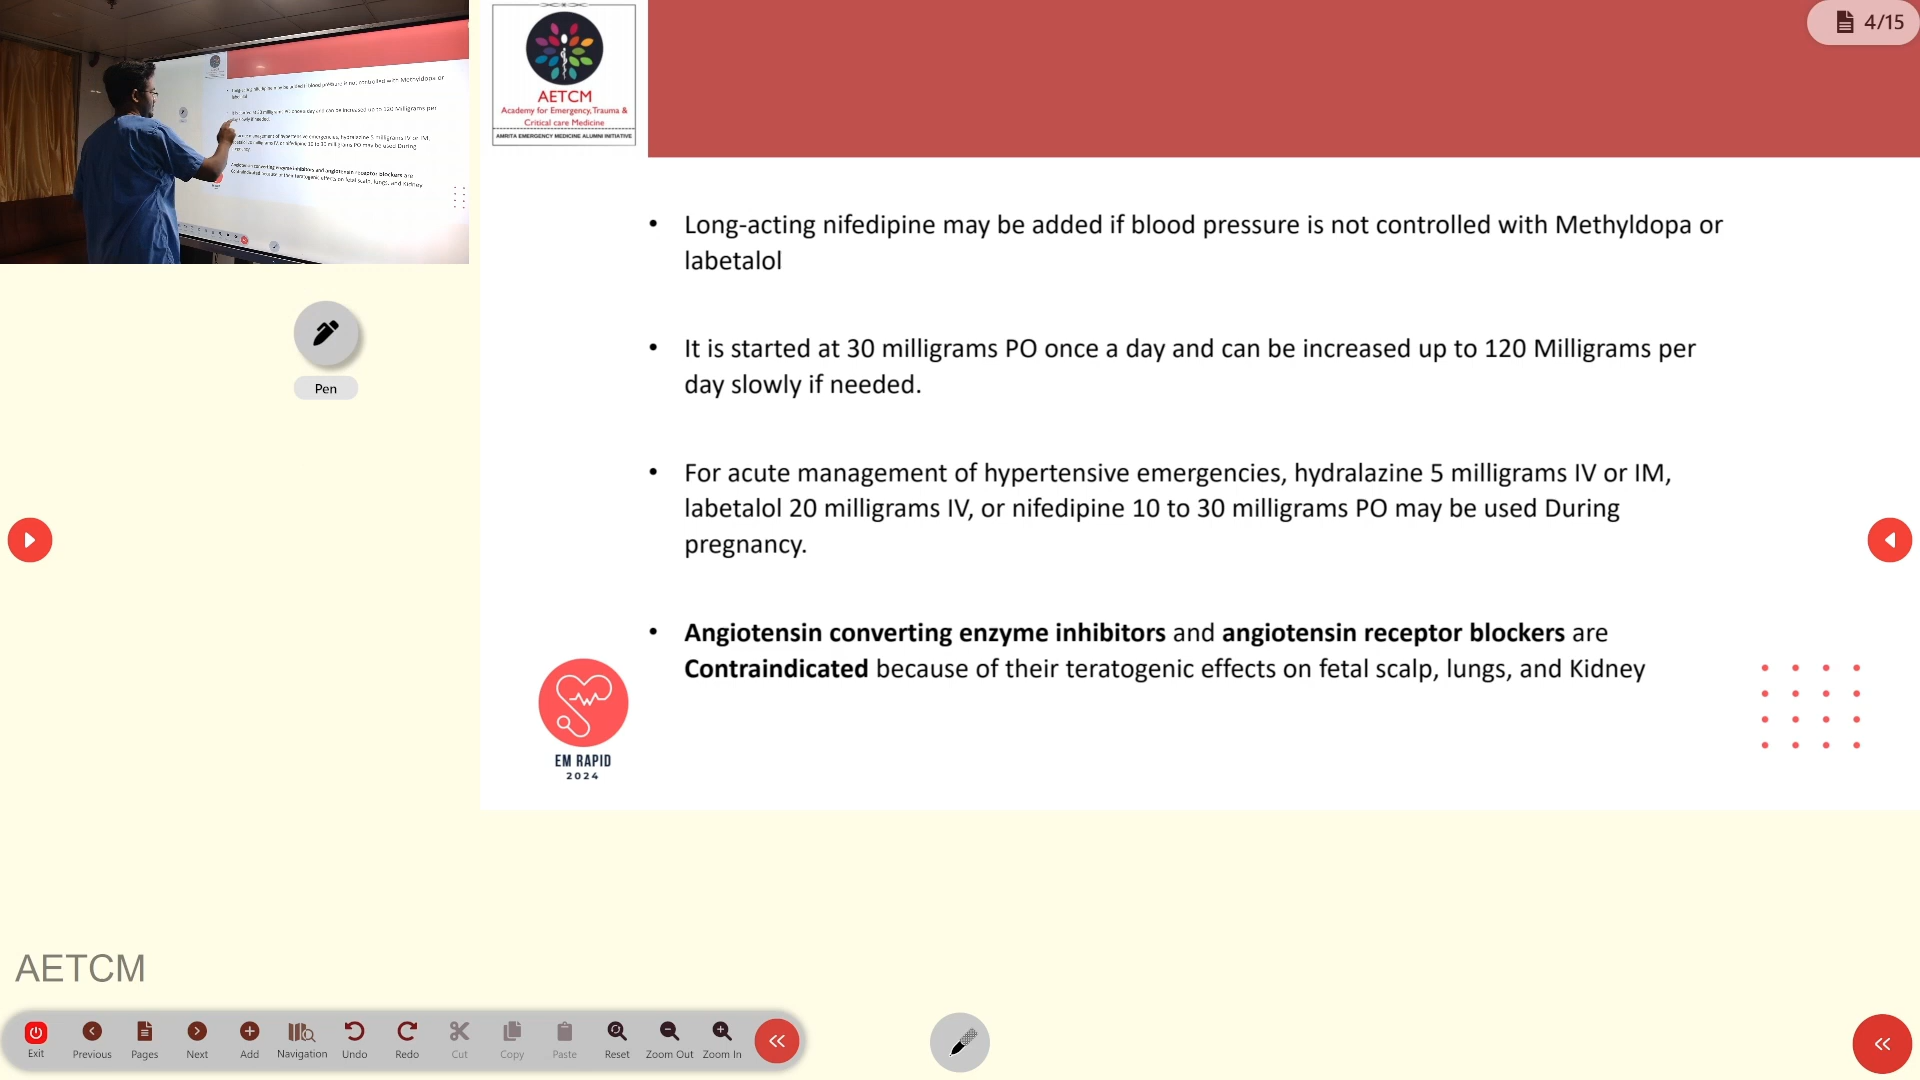 4/15
AETCM
Academy for Emergency, Trauma &
Critical care Medicine
AMRITA EMERGENCY MEDICINE ALUMNI INITIATIVE
• Long-acting nifedipine may be added if blood pressure is not controlled with Methyldopa or
labetalol
• It is started at 30 milligrams PO once a day and can be increased up to 120 Milligrams per
day slowly if needed.
• For acute management of hypertensive emergencies, hydralazine 5 milligrams IV or IM,
labetalol 20 milligrams IV, or nifedipine 10 to 30 milligrams PO may be used During
pregnancy.
• Angiotensin converting enzyme inhibitors and angiotensin receptor blockers are
Contraindicated because of their teratogenic effects on fetal scalp, lungs, and Kidney
EM RAPID
2024
Pen
AETCM
Exit Previous Pages Next Add Navigation Undo Redo Cut Copy Paste Reset Zoom Out Zoom In